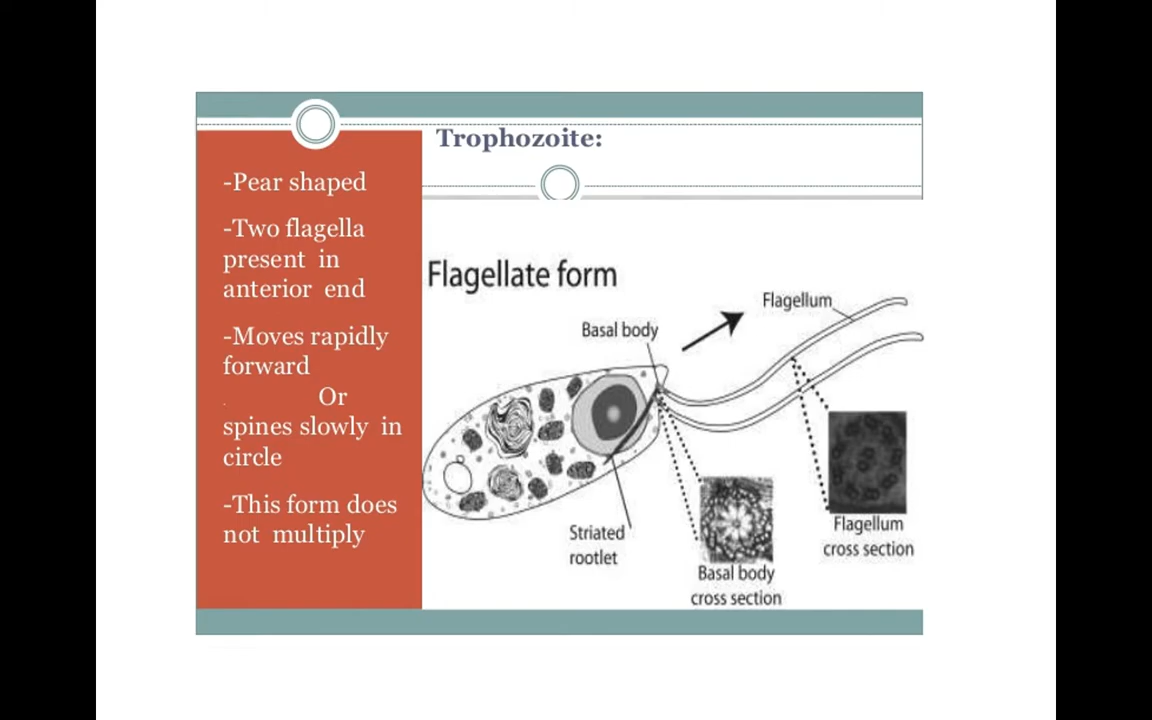 Trophozoite:
-Pear shaped
-Two flagella
present in
anterior end
-Moves rapidly
forward
. Or
spines slowly in
circle
-This form does
not multiply
Flagellate form
Flagellum
Basal body
Striated
rootlet
Basal body
cross section
Flagellum
cross section